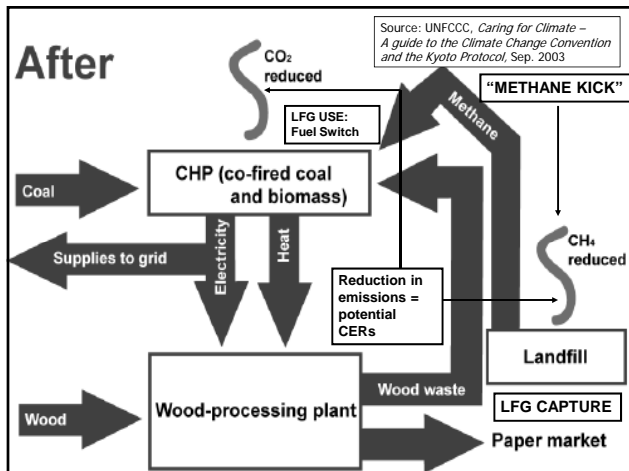 After
CO₂
reduced
Source: UNFCCC, Caring for Climate –
A guide to the Climate Change Convention
and the Kyoto Protocol, Sep. 2003
"METHANE KICK"
LFG USE:
Fuel Switch
Methane
Coal
CHP (co-fired coal
and biomass)
Supplies to grid
Electricity
Heat
CH₄
reduced
Reduction in
emissions =
potential
CERs
Landfill
Wood
Wood-processing plant
Wood waste
LFG CAPTURE
Paper market